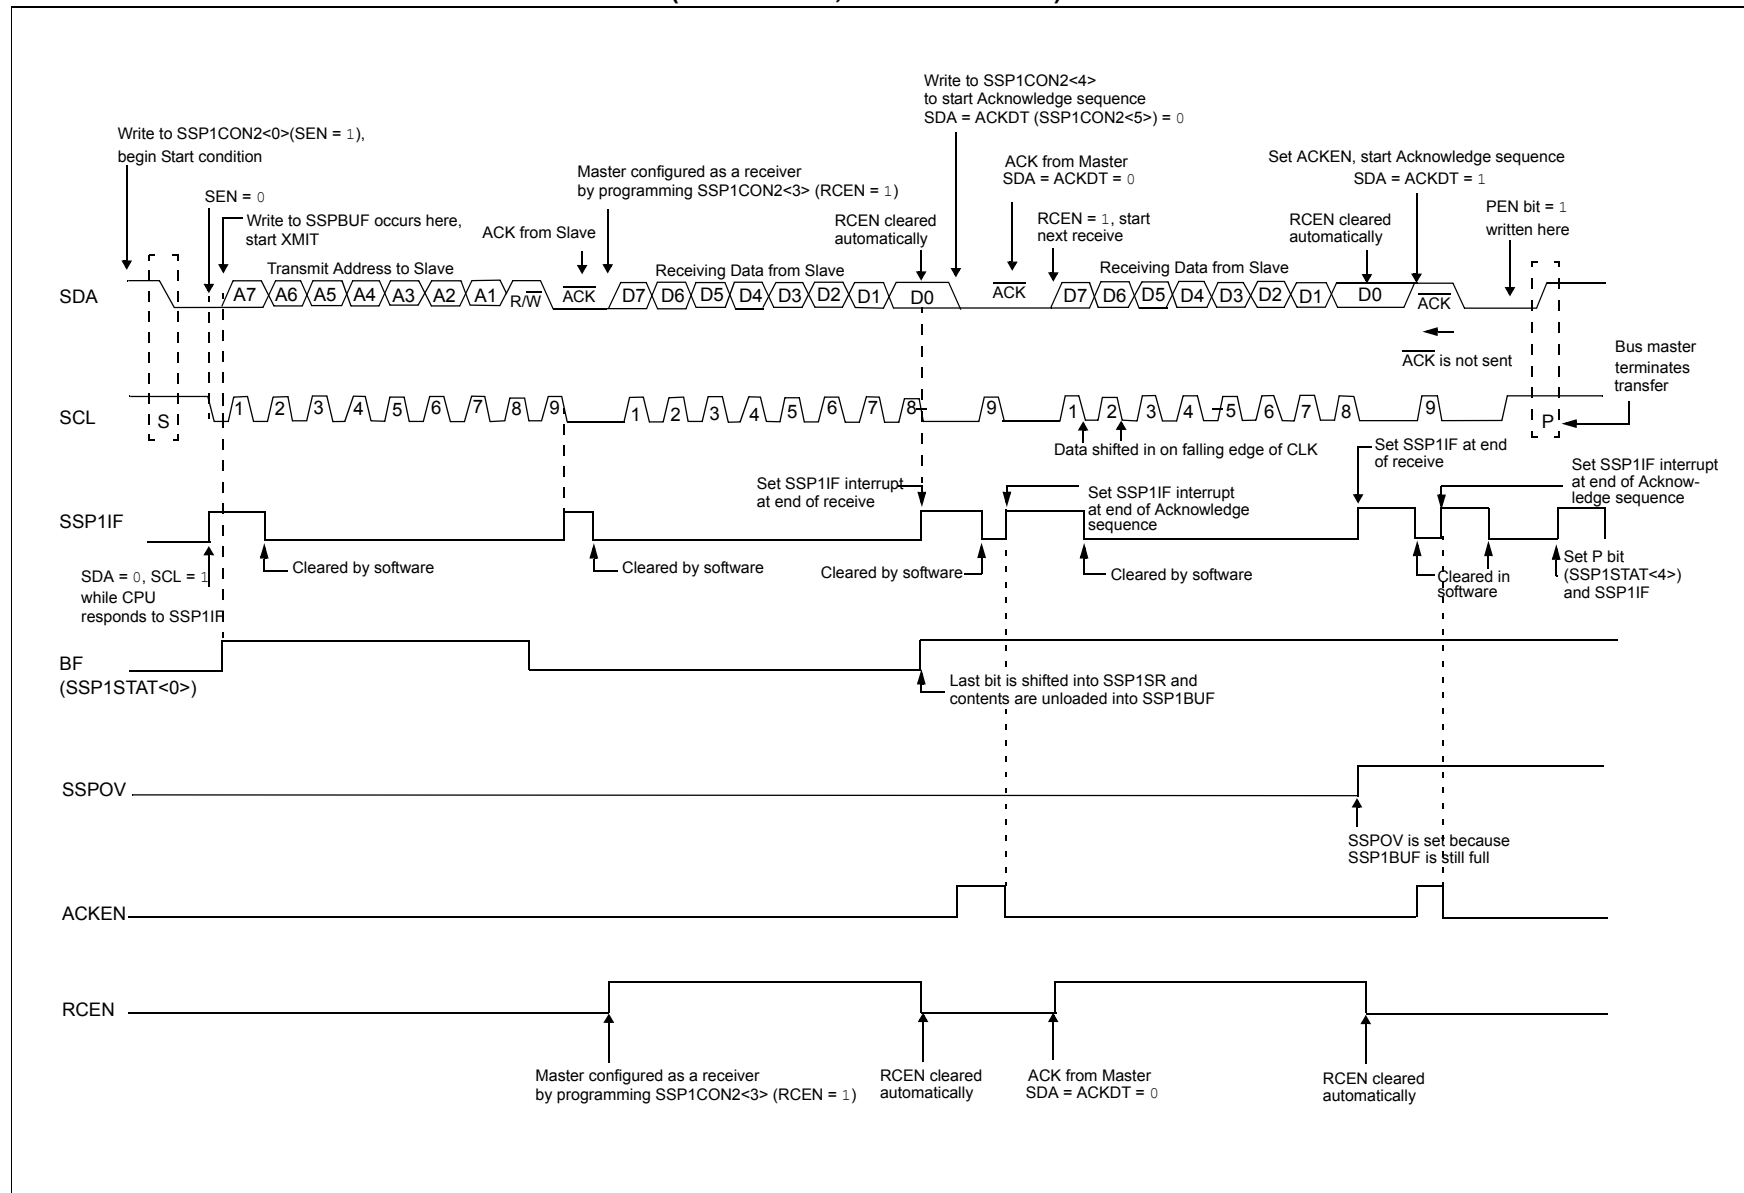 Write to SSP1CON2<4>
to start Acknowledge sequence
SDA = ACKDT (SSP1CON2<5>) = 0
Write to SSP1CON2<0>(SEN = 1),
begin Start condition
Master configured as a receiver
by programming SSP1CON2<3> (RCEN = 1)
ACK from Master
SDA = ACKDT = 0
Set ACKEN, start Acknowledge sequence
SDA = ACKDT = 1
SEN = 0
Write to SSPBUF occurs here,
start XMIT
ACK from Slave
RCEN cleared
automatically
RCEN = 1, start
next receive
RCEN cleared
automatically
PEN bit = 1
written here
Transmit Address to Slave
Receiving Data from Slave
Receiving Data from Slave
SDA
A7 A6 A5 A4 A3 A2 A1 R/W ACK D7 D6 D5 D4 D3 D2 D1 D0 ACK D7 D6 D5 D4 D3 D2 D1 D0 ACK
ACK is not sent
Bus master
terminates
transfer
SCL
S 1 2 3 4 5 6 7 8 9 1 2 3 4 5 6 7 8 9 1 2 3 4 5 6 7 8 9 P
Data shifted in on falling edge of CLK
Set SSP1IF at end
of receive
Set SSP1IF interrupt
at end of receive
Set SSP1IF interrupt
at end of Acknowledge
sequence
Set SSP1IF interrupt
at end of Acknow-
ledge sequence
SSP1IF
SDA = 0, SCL = 1
while CPU
responds to SSP1IF
Cleared by software
Cleared by software
Cleared by software
Cleared by software
Cleared in
software
Set P bit
(SSP1STAT<4>)
and SSP1IF
BF
(SSP1STAT<0>)
Last bit is shifted into SSP1SR and
contents are unloaded into SSP1BUF
SSPOV
SSPOV is set because
SSP1BUF is still full
ACKEN
RCEN
Master configured as a receiver
by programming SSP1CON2<3> (RCEN = 1)
RCEN cleared
automatically
ACK from Master
SDA = ACKDT = 0
RCEN cleared
automatically